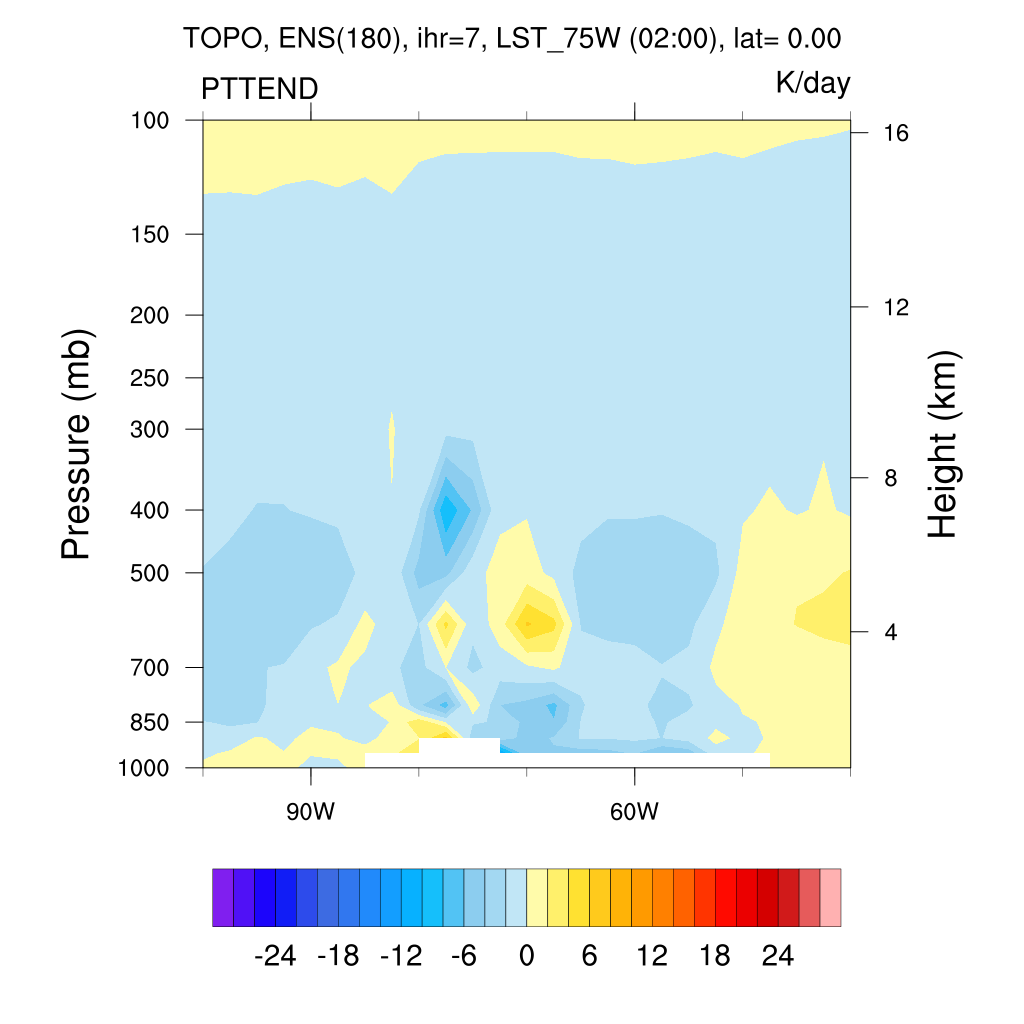 TOPO, ENS(180), ihr=7, LST_75W (02:00), lat= 0.00
PTTEND
K/day
100
150
200
250
300
400
500
700
850
1000
Pressure (mb)
16
12
8
4
Height (km)
90W
60W
-24 -18 -12 -6 0 6 12 18 24